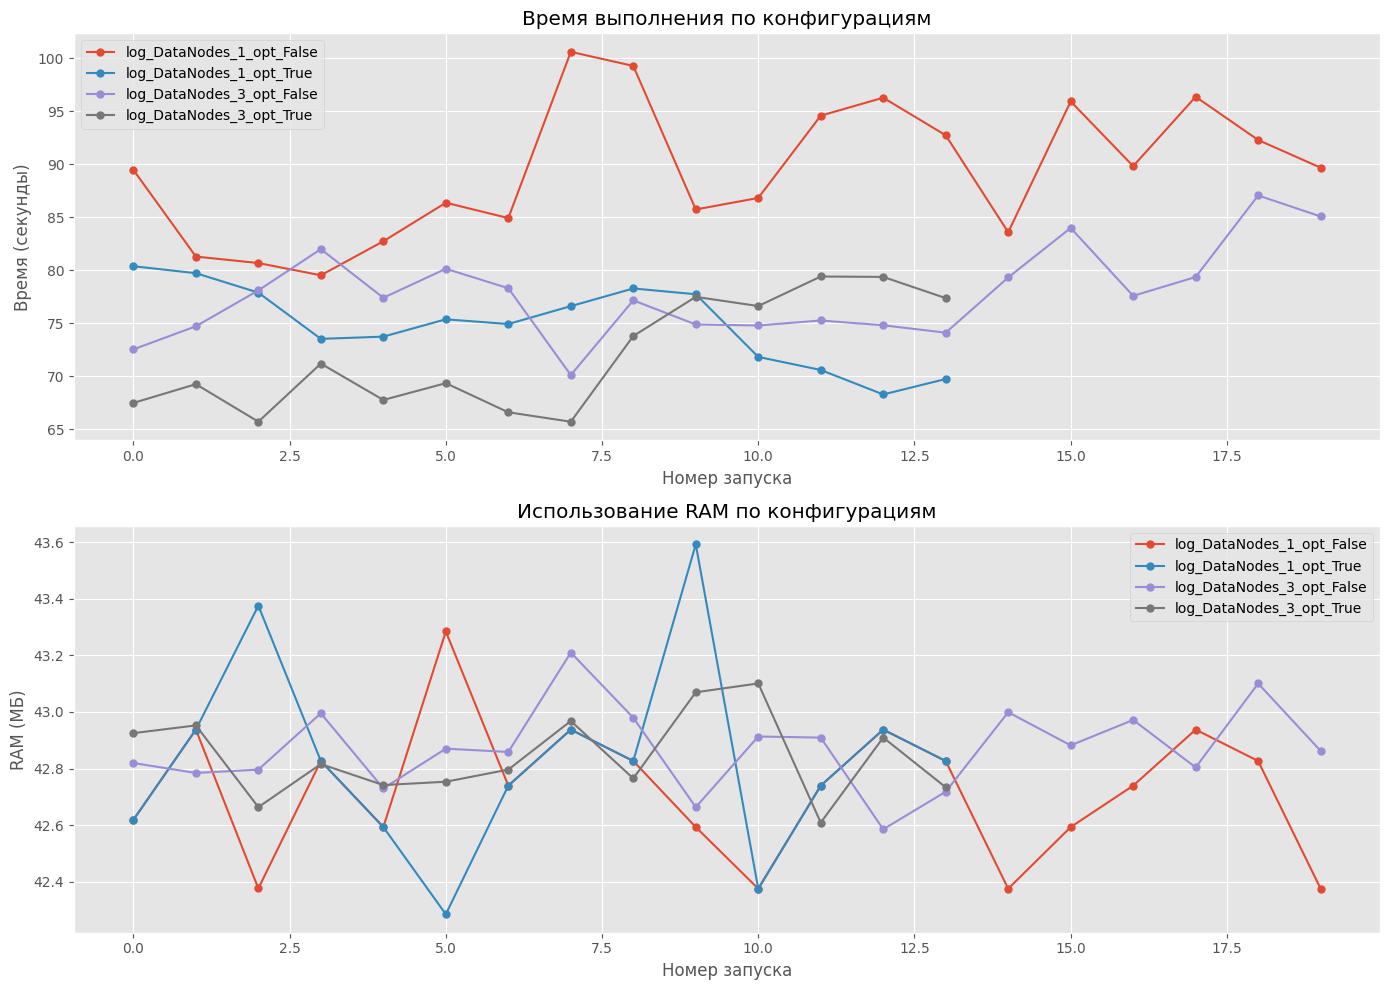 Время выполнения по конфигурациям
log_DataNodes_1_opt_False
log_DataNodes_1_opt_True
log_DataNodes_3_opt_False
log_DataNodes_3_opt_True
Время (секунды)
100
95
90
85
80
75
70
65
0.0 2.5 5.0 7.5 10.0 12.5 15.0 17.5
Номер запуска
Использование RAM по конфигурациям
log_DataNodes_1_opt_False
log_DataNodes_1_opt_True
log_DataNodes_3_opt_False
log_DataNodes_3_opt_True
RAM (МБ)
43.6
43.4
43.2
43.0
42.8
42.6
42.4
0.0 2.5 5.0 7.5 10.0 12.5 15.0 17.5
Номер запуска